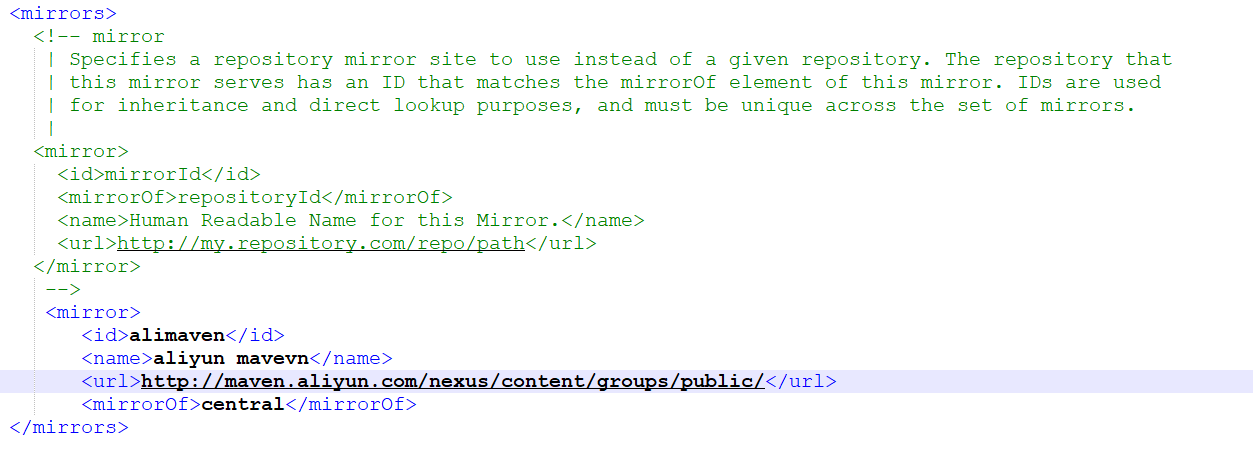 <mirrors>
<!-- mirror
| Specifies a repository mirror site to use instead of a given repository. The repository that
| this mirror serves has an ID that matches the mirrorOf element of this mirror. IDs are used
| for inheritance and direct lookup purposes, and must be unique across the set of mirrors.
|
<mirror>
<id>mirrorId</id>
<mirrorOf>repositoryId</mirrorOf>
<name>Human Readable Name for this Mirror.</name>
<url>http://my.repository.com/repo/path</url>
</mirror>
-->
<mirror>
<id>alimaven</id>
<name>aliyun mavevn</name>
<url>http://maven.aliyun.com/nexus/content/groups/public/</url>
<mirrorOf>central</mirrorOf>
</mirrors>